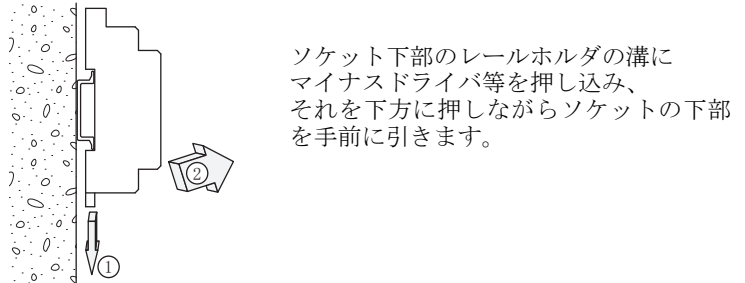 ソケット下部のレールホルダの溝に
マイナスドライバ等を押し込み、
それを下方に押しながらソケットの下部
を手前に引きます。
②
①